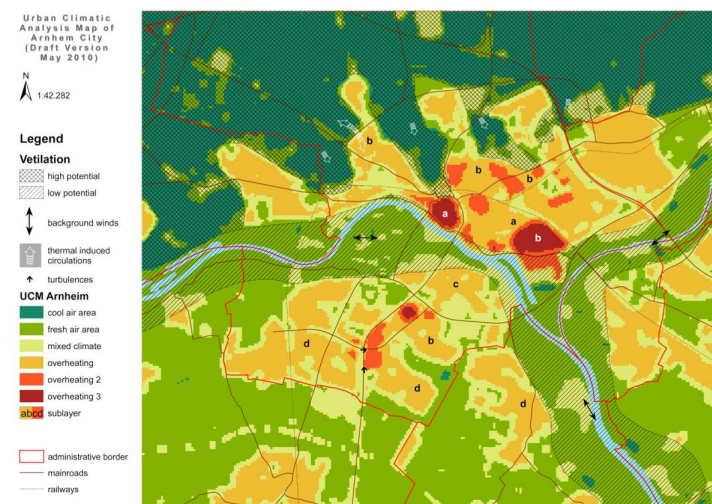 Urban Climatic
Analysis Map of
Arnhem City
(Draft Version
May 2010)
N
1:42.282
Legend
Vetilation
high potential
low potential
background winds
thermal induced
circulations
turbulences
UCM Arnheim
cool air area
fresh air area
mixed climate
overheating
overheating 2
overheating 3
abcd sublayer
administrative border
mainroads
railways
b
b
b
a
a
b
c
d
b
d
d